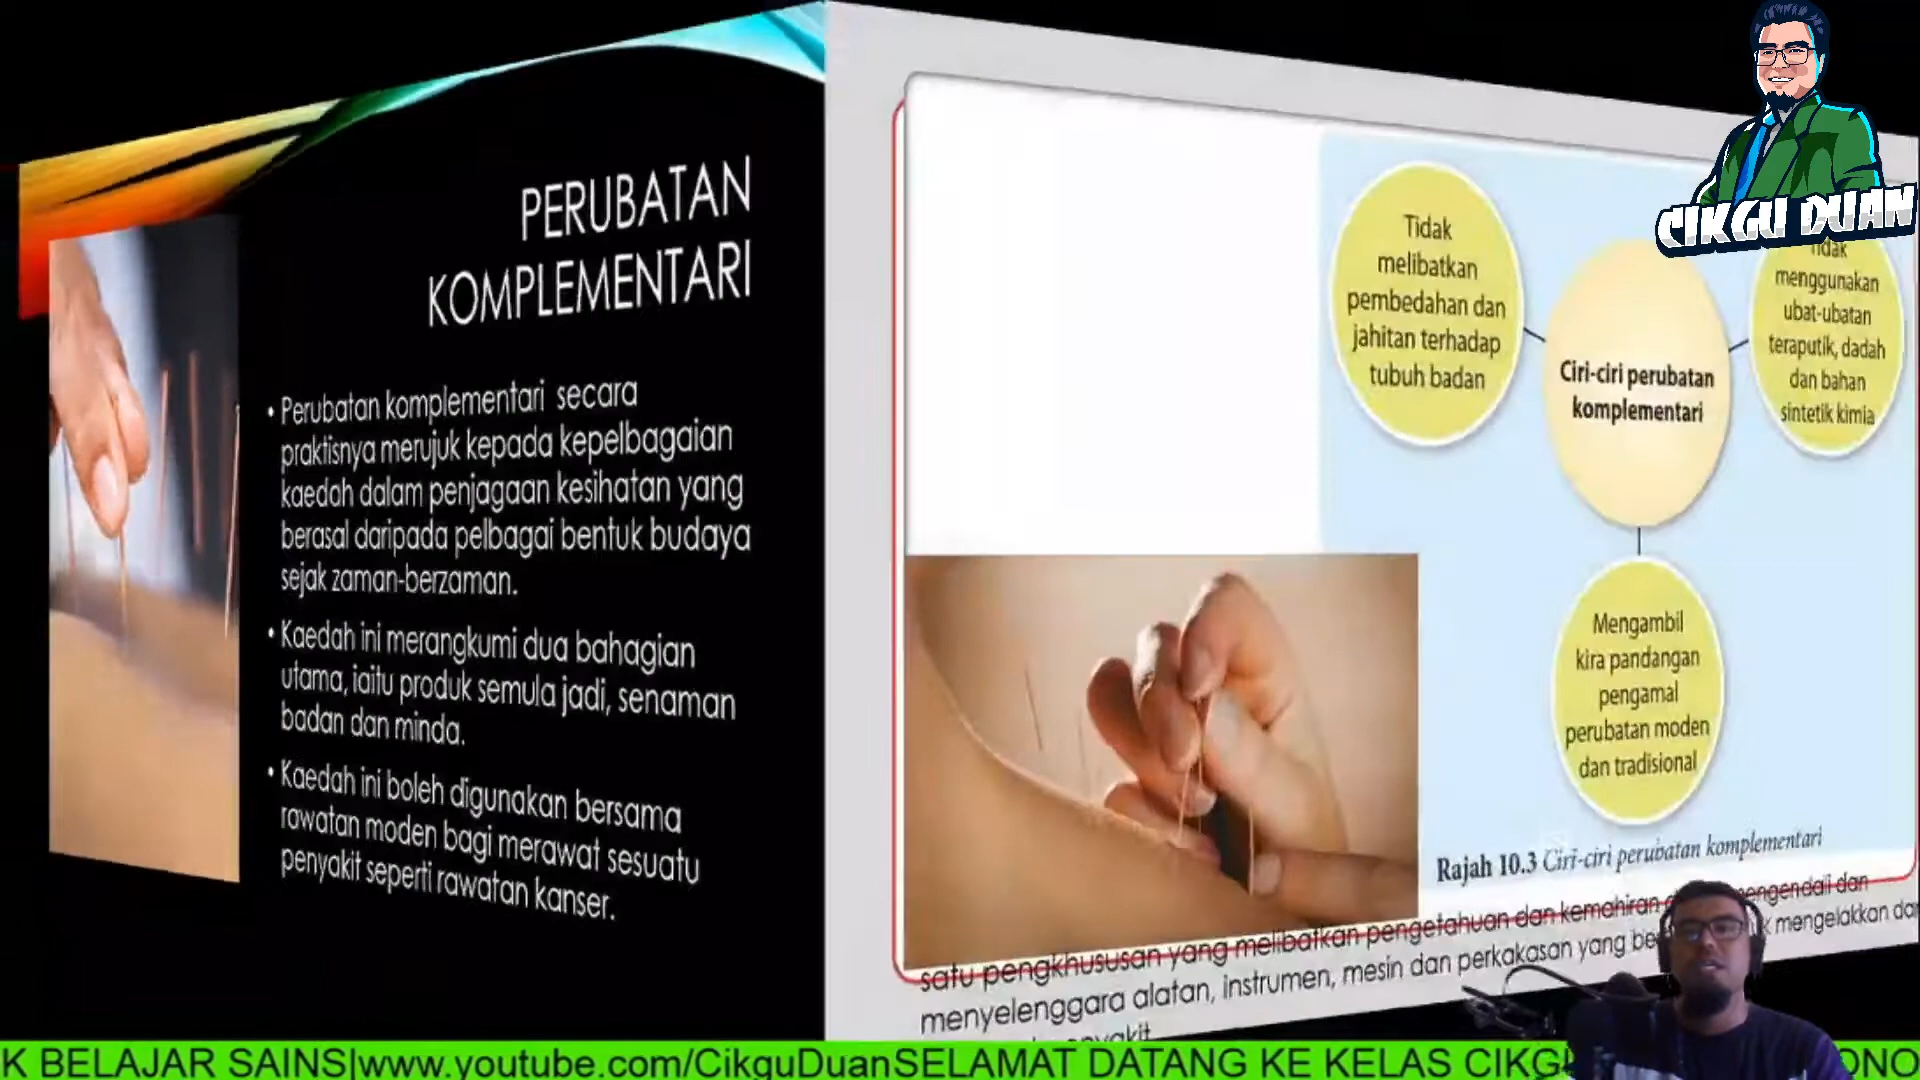 PERUBATAN
KOMPLEMENTARI
• Perubatan komplementari secara
praktisnya merujuk kepada kepelbagaian
kaedah dalam penjagaan kesihatan yang
berasal daripada pelbagai bentuk budaya
sejak zaman-berzaman.
• Kaedah ini merangkumi dua bahagian
utama, iaitu produk semula jadi, senaman
badan dan minda.
• Kaedah ini boleh digunakan bersama
rawatan moden bagi merawat sesuatu
penyakit seperti rawatan kanser.
Tidak
melibatkan
pembedahan dan
jahitan terhadap
tubuh badan
Ciri-ciri perubatan
komplementari
CIKGU DUAN
Tidak
menggunakan
ubat-ubatan
teraputik, dadah
dan bahan
sintetik kimia
Mengambil
kira pandangan
pengamal
perubatan moden
dan tradisional
Rajah 10.3 Ciri-ciri perubatan komplementari
satu pengkhususan yang melibatkan pengetahuan dan kemahiran mengendali dan
menyelenggara alatan, instrumen, mesin dan perkakasan yang mengelakkan
K BELAJAR SAINS|www.youtube.com/CikguDuanSELAMAT DATANG KE KELAS CIKG